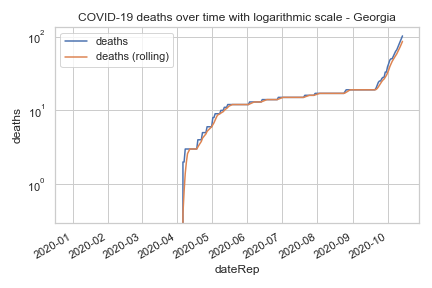 COVID-19 deaths over time with logarithmic scale - Georgia
deaths
deaths (rolling)
10²
10¹
10⁰
deaths
2020-01
2020-02
2020-03
2020-04
2020-05
2020-06
2020-07
2020-08
2020-09
2020-10
dateRep